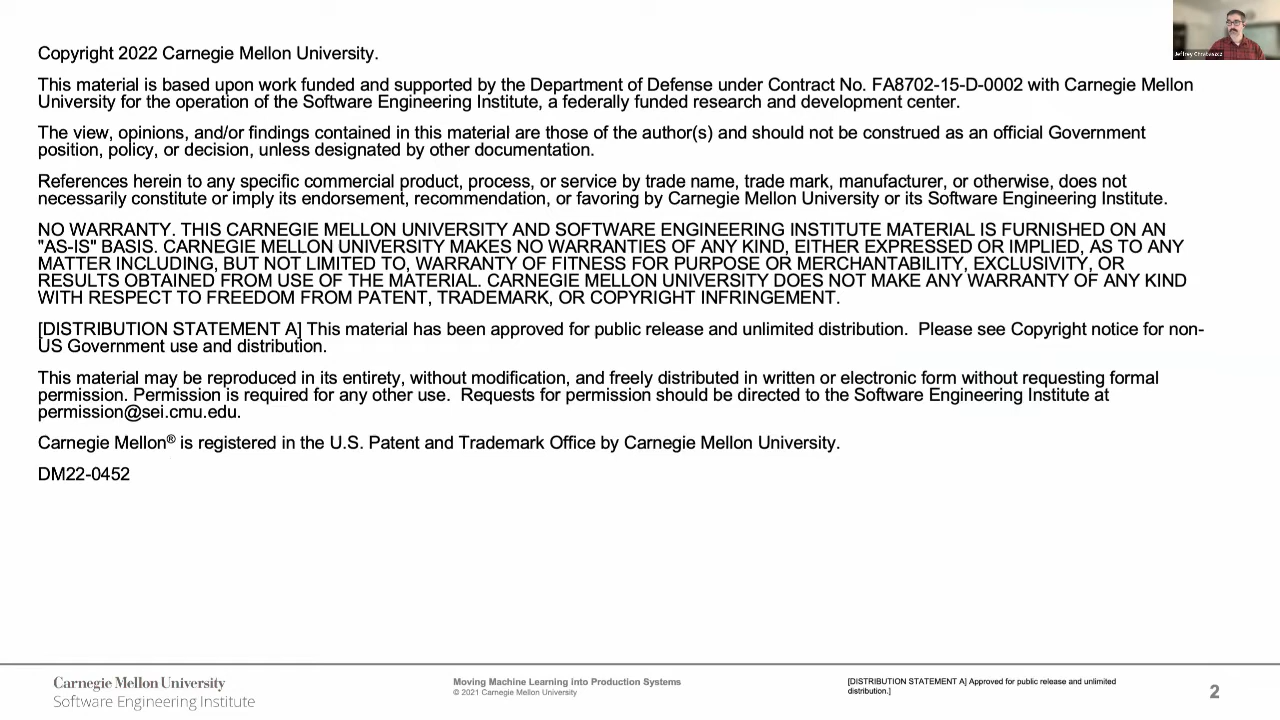 Copyright 2022 Carnegie Mellon University.
This material is based upon work funded and supported by the Department of Defense under Contract No. FA8702-15-D-0002 with Carnegie Mellon
University for the operation of the Software Engineering Institute, a federally funded research and development center.
The view, opinions, and/or findings contained in this material are those of the author(s) and should not be construed as an official Government
position, policy, or decision, unless designated by other documentation.
References herein to any specific commercial product, process, or service by trade name, trade mark, manufacturer, or otherwise, does not
necessarily constitute or imply its endorsement, recommendation, or favoring by Carnegie Mellon University or its Software Engineering Institute.
NO WARRANTY. THIS CARNEGIE MELLON UNIVERSITY AND SOFTWARE ENGINEERING INSTITUTE MATERIAL IS FURNISHED ON AN
"AS-IS" BASIS. CARNEGIE MELLON UNIVERSITY MAKES NO WARRANTIES OF ANY KIND, EITHER EXPRESSED OR IMPLIED, AS TO ANY
MATTER INCLUDING, BUT NOT LIMITED TO, WARRANTY OF FITNESS FOR PURPOSE OR MERCHANTABILITY, EXCLUSIVITY, OR
RESULTS OBTAINED FROM USE OF THE MATERIAL. CARNEGIE MELLON UNIVERSITY DOES NOT MAKE ANY WARRANTY OF ANY KIND
WITH RESPECT TO FREEDOM FROM PATENT, TRADEMARK, OR COPYRIGHT INFRINGEMENT.
[DISTRIBUTION STATEMENT A] This material has been approved for public release and unlimited distribution.  Please see Copyright notice for non-
US Government use and distribution.
This material may be reproduced in its entirety, without modification, and freely distributed in written or electronic form without requesting formal
permission. Permission is required for any other use.  Requests for permission should be directed to the Software Engineering Institute at
permission@sei.cmu.edu.
Carnegie Mellon® is registered in the U.S. Patent and Trademark Office by Carnegie Mellon University.
DM22-0452
Carnegie Mellon University
Software Engineering Institute
Moving Machine Learning into Production Systems
© 2021 Carnegie Mellon University
[DISTRIBUTION STATEMENT A] Approved for public release and unlimited
distribution.]
2
Jeffrey